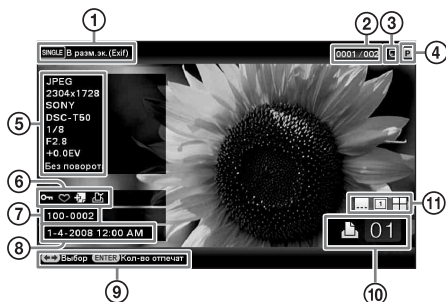 ① ② ③ ④
SINGLE В разм.эк.(Exif) 0001/002 P
⑤
JPEG
2304x1728
SONY
DSC-T50
1/8
F2.8
+0.0EV
Без поворот
⑥
⑦ 100-0002 ⑪
⑧ 1-4-2008 12:00 AM 01
Выбор ENTER Кол-во отпечат
⑨ ⑩